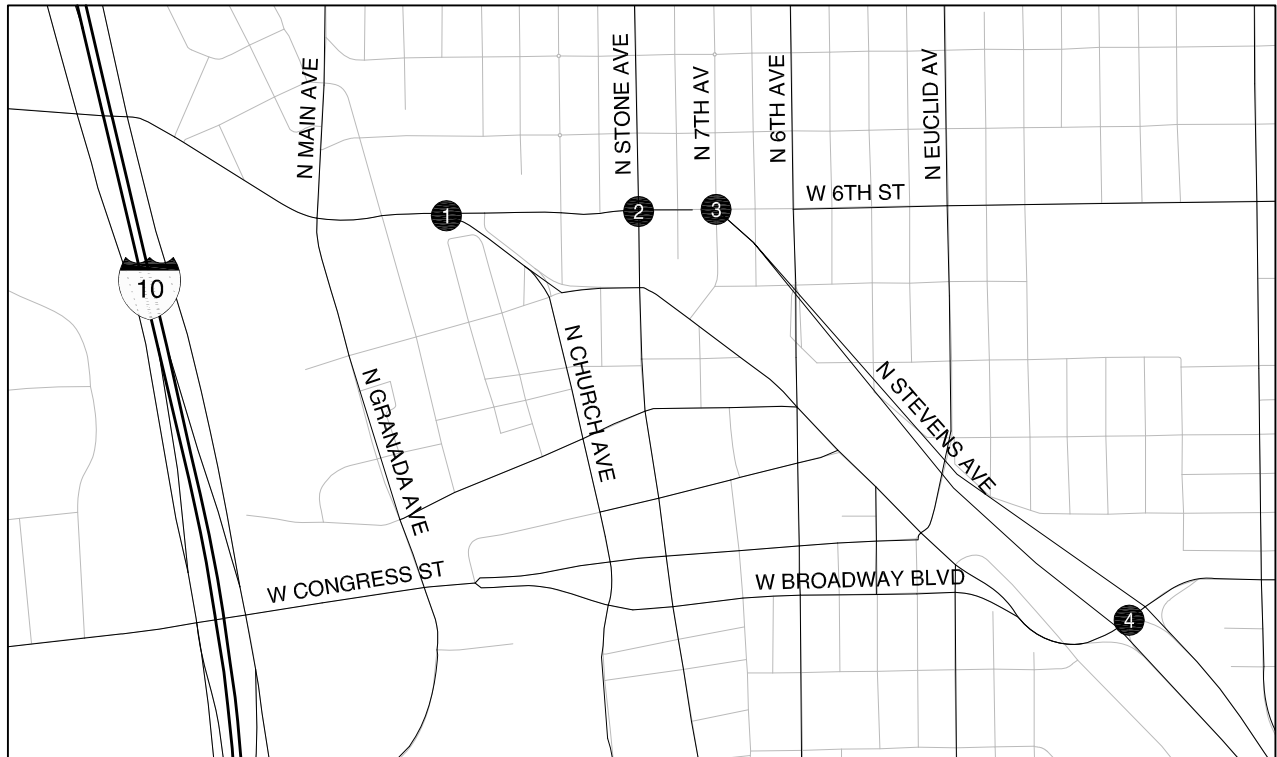 N MAIN AVE
N STONE AVE
N 7TH AV
N 6TH AVE
N EUCLID AV
W 6TH ST
1
2
3
10
N GRANADA AVE
N CHURCH AVE
N STEVENS AVE
W CONGRESS ST
W BROADWAY BLVD
4